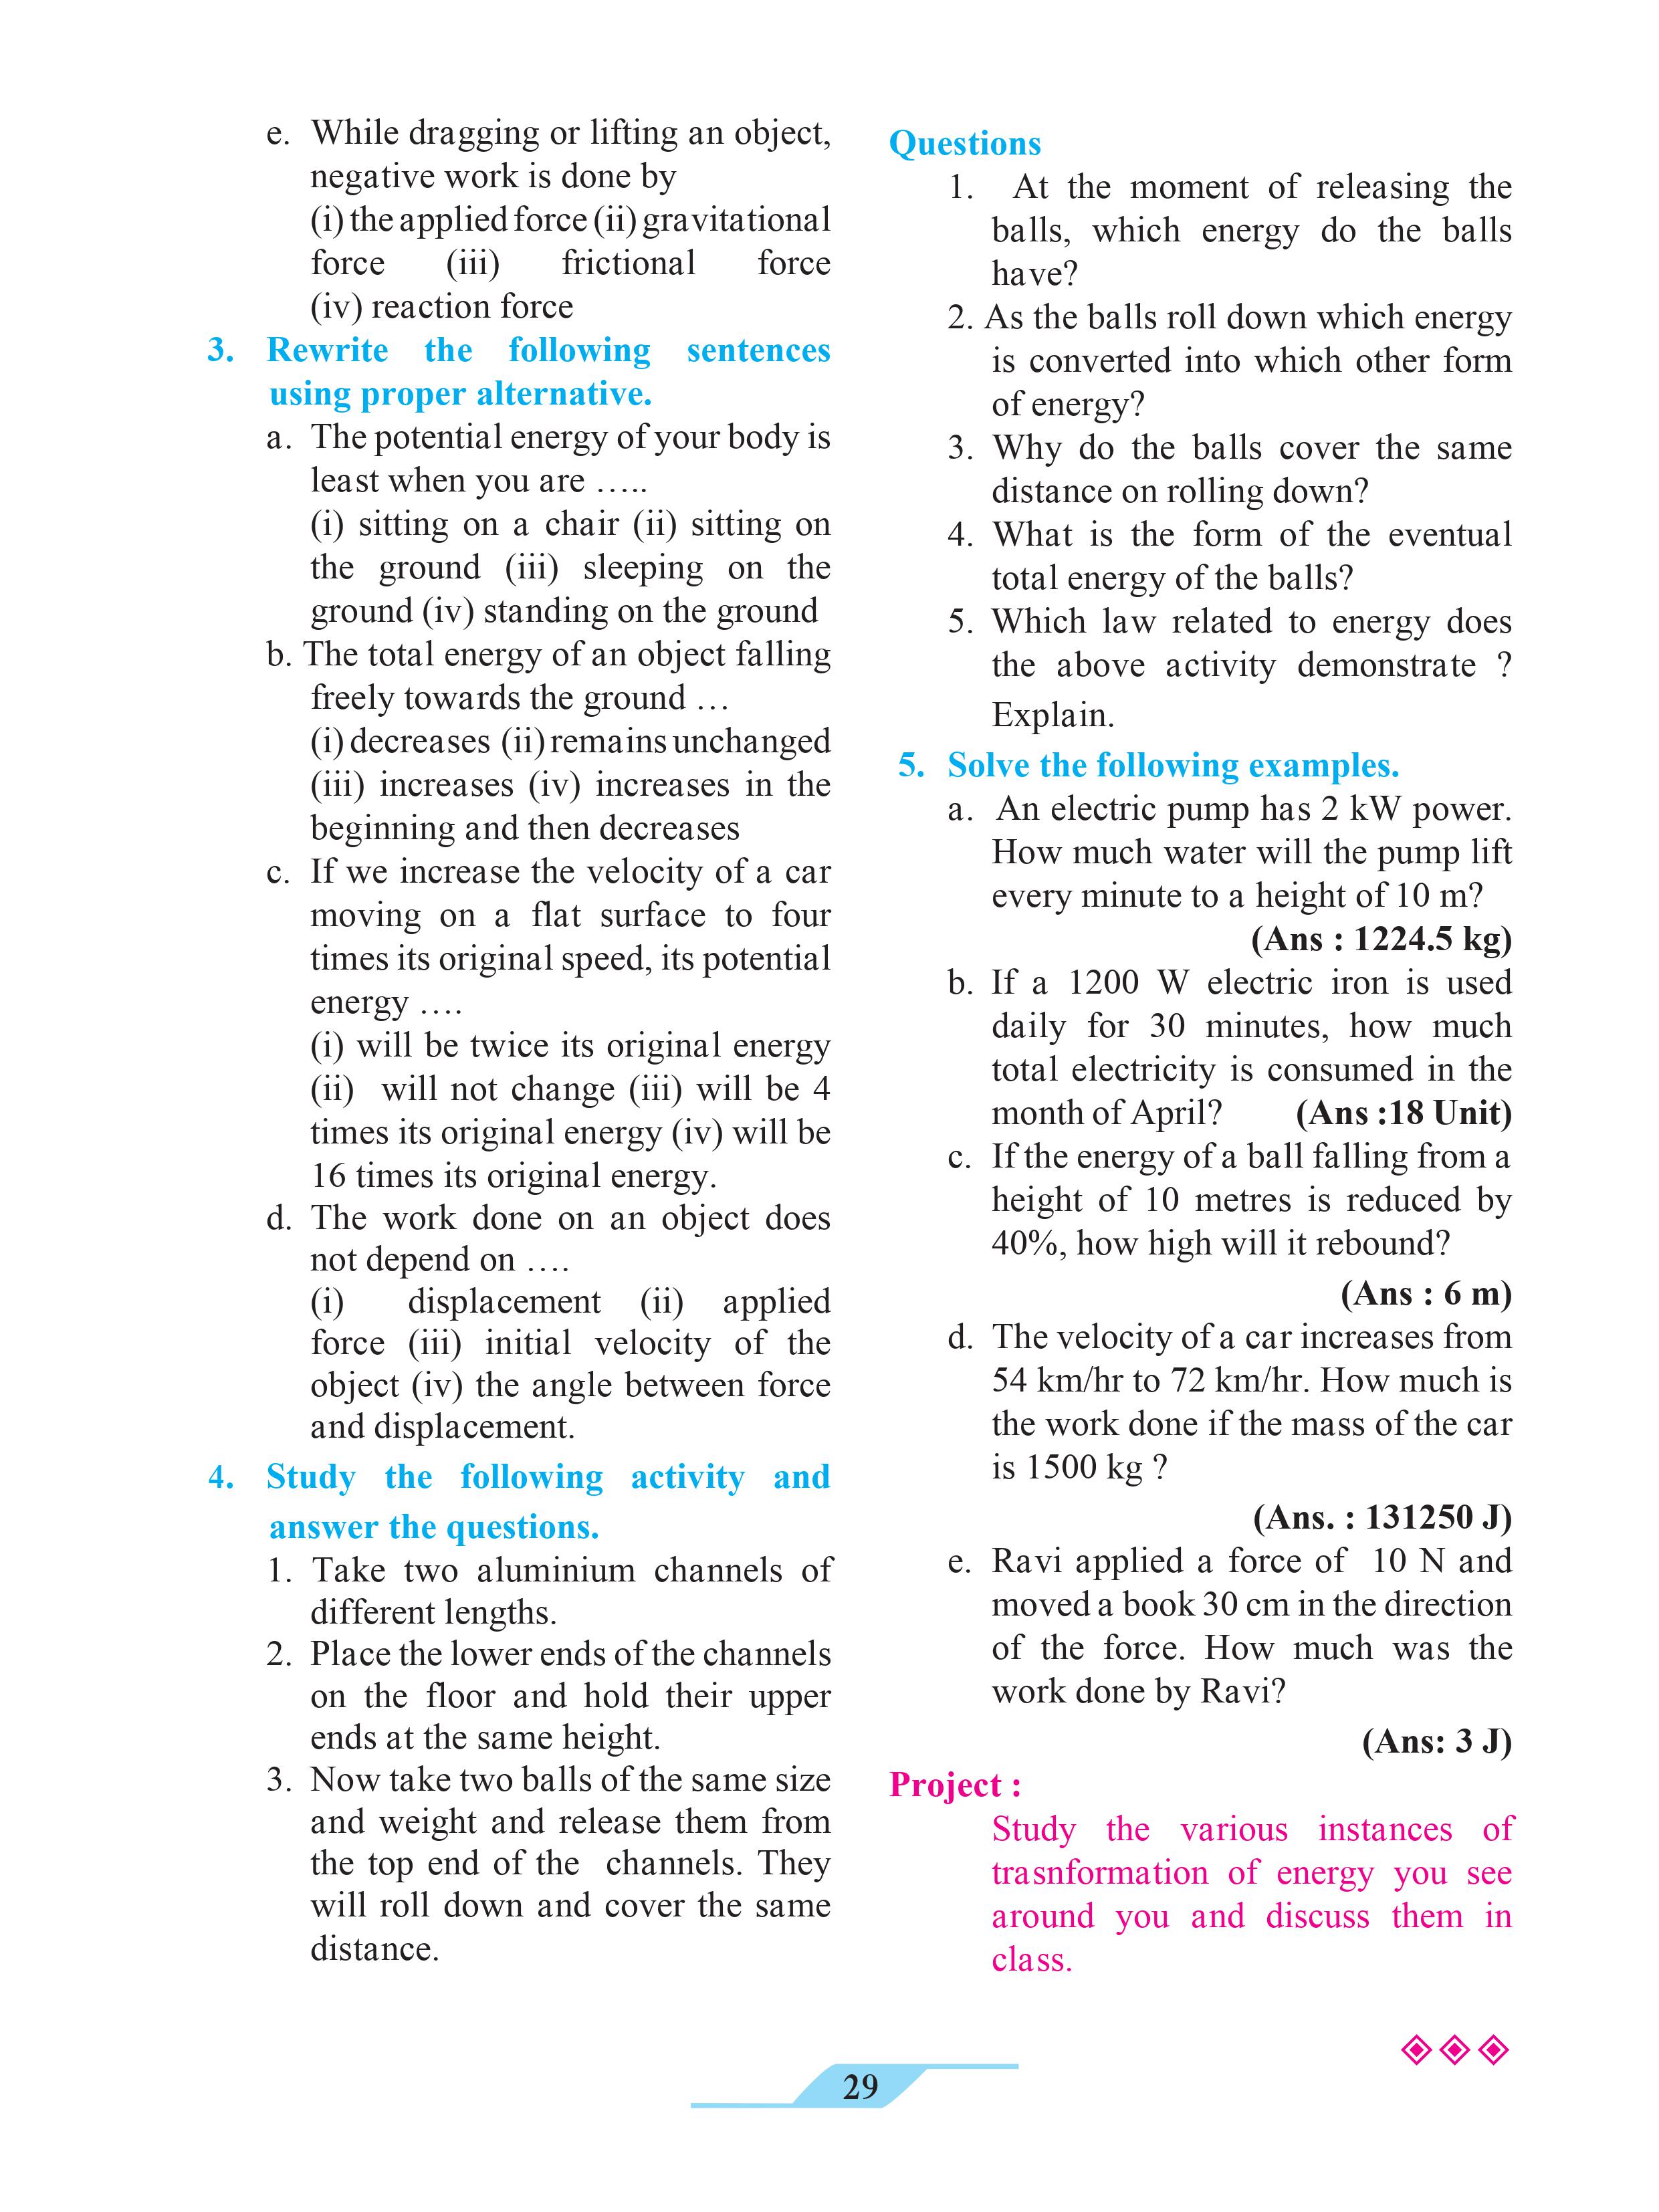 e. While dragging or lifting an object,
negative work is done by
(i) the applied force (ii) gravitational
force (iii) frictional force
(iv) reaction force
3. Rewrite the following sentences
using proper alternative.
a. The potential energy of your body is
least when you are …..
(i) sitting on a chair (ii) sitting on
the ground (iii) sleeping on the
ground (iv) standing on the ground
b. The total energy of an object falling
freely towards the ground …
(i) decreases (ii) remains unchanged
(iii) increases (iv) increases in the
beginning and then decreases
c. If we increase the velocity of a car
moving on a flat surface to four
times its original speed, its potential
energy ….
(i) will be twice its original energy
(ii) will not change (iii) will be 4
times its original energy (iv) will be
16 times its original energy.
d. The work done on an object does
not depend on ….
(i) displacement (ii) applied
force (iii) initial velocity of the
object (iv) the angle between force
and displacement.
4. Study the following activity and
answer the questions.
1. Take two aluminium channels of
different lengths.
2. Place the lower ends of the channels
on the floor and hold their upper
ends at the same height.
3. Now take two balls of the same size
and weight and release them from
the top end of the channels. They
will roll down and cover the same
distance.
Questions
1. At the moment of releasing the
balls, which energy do the balls
have?
2. As the balls roll down which energy
is converted into which other form
of energy?
3. Why do the balls cover the same
distance on rolling down?
4. What is the form of the eventual
total energy of the balls?
5. Which law related to energy does
the above activity demonstrate ?
Explain.
5. Solve the following examples.
a. An electric pump has 2 kW power.
How much water will the pump lift
every minute to a height of 10 m?
(Ans : 1224.5 kg)
b. If a 1200 W electric iron is used
daily for 30 minutes, how much
total electricity is consumed in the
month of April? (Ans :18 Unit)
c. If the energy of a ball falling from a
height of 10 metres is reduced by
40%, how high will it rebound?
(Ans : 6 m)
d. The velocity of a car increases from
54 km/hr to 72 km/hr. How much is
the work done if the mass of the car
is 1500 kg ?
(Ans. : 131250 J)
e. Ravi applied a force of 10 N and
moved a book 30 cm in the direction
of the force. How much was the
work done by Ravi?
(Ans: 3 J)
Project :
Study the various instances of
trasnformation of energy you see
around you and discuss them in
class.
29